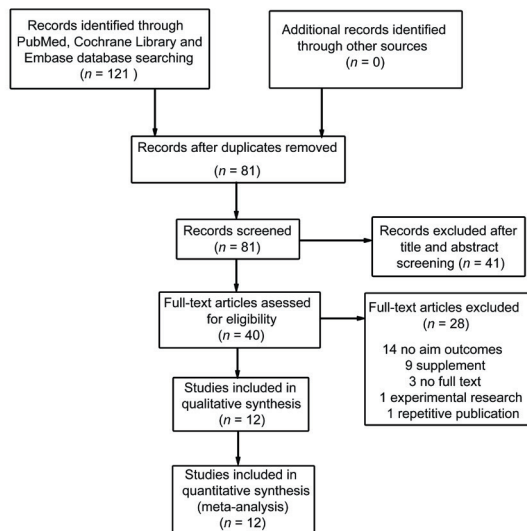 Records identified through
PubMed, Cochrane Library and
Embase database searching
(n = 121 )
Additional records identified
through other sources
(n = 0)
Records after duplicates removed
(n = 81)
Records screened
(n = 81)
Records excluded after
title and abstract
screening (n = 41)
Full-text articles asessed
for eligibility
(n = 40)
Full-text articles excluded
(n = 28)
14 no aim outcomes
9 supplement
3 no full text
1 experimental research
1 repetitive publication
Studies included in
qualitative synthesis
(n = 12)
Studies included in
quantitative synthesis
(meta-analysis)
(n = 12)